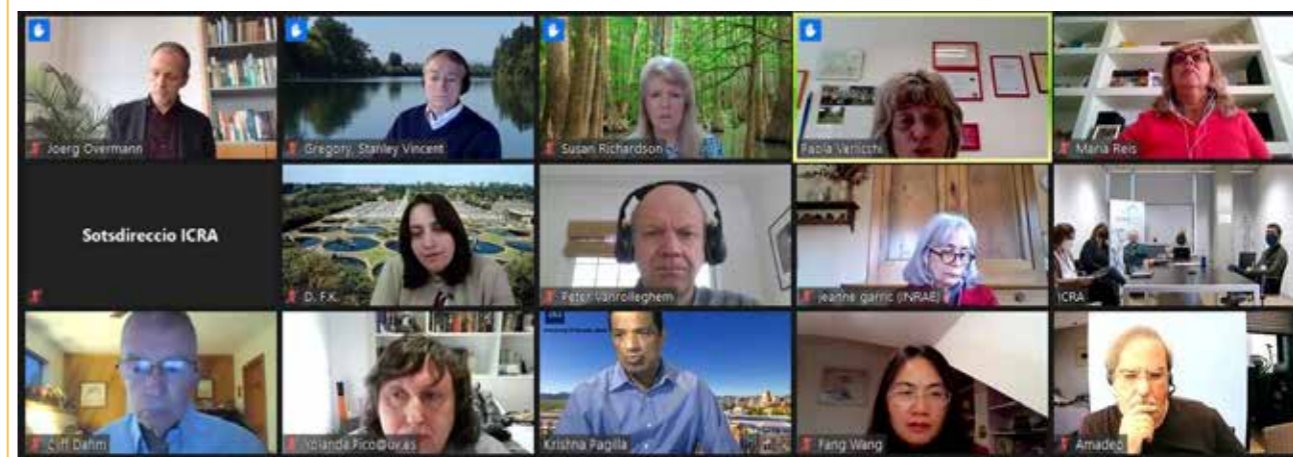 Joerg Overmann
Gregory, Stanley Vincent
Susan Richardson
Paola Verlicchi
Maria Reis
Sotsdireccio ICRA
D. F.K.
Peter Vanrolleghem
jeanne garric (INRAE)
ICRA
Cliff Dahm
Yolanda Pico@uv.es
Krishna Pagilla
Fang Wang
Amadeo